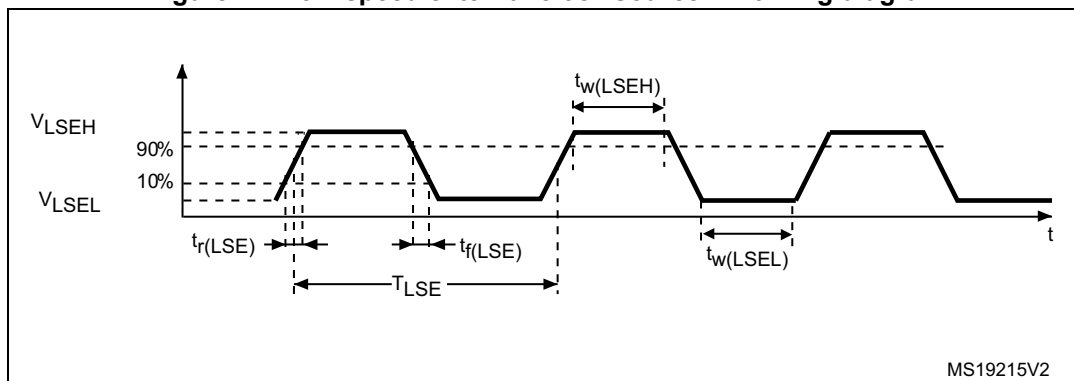 tw(LSEH)
VLSEH
90%
10%
VLSEL
tr(LSE)
tf(LSE)
tw(LSEL)
t
TLSE
MS19215V2